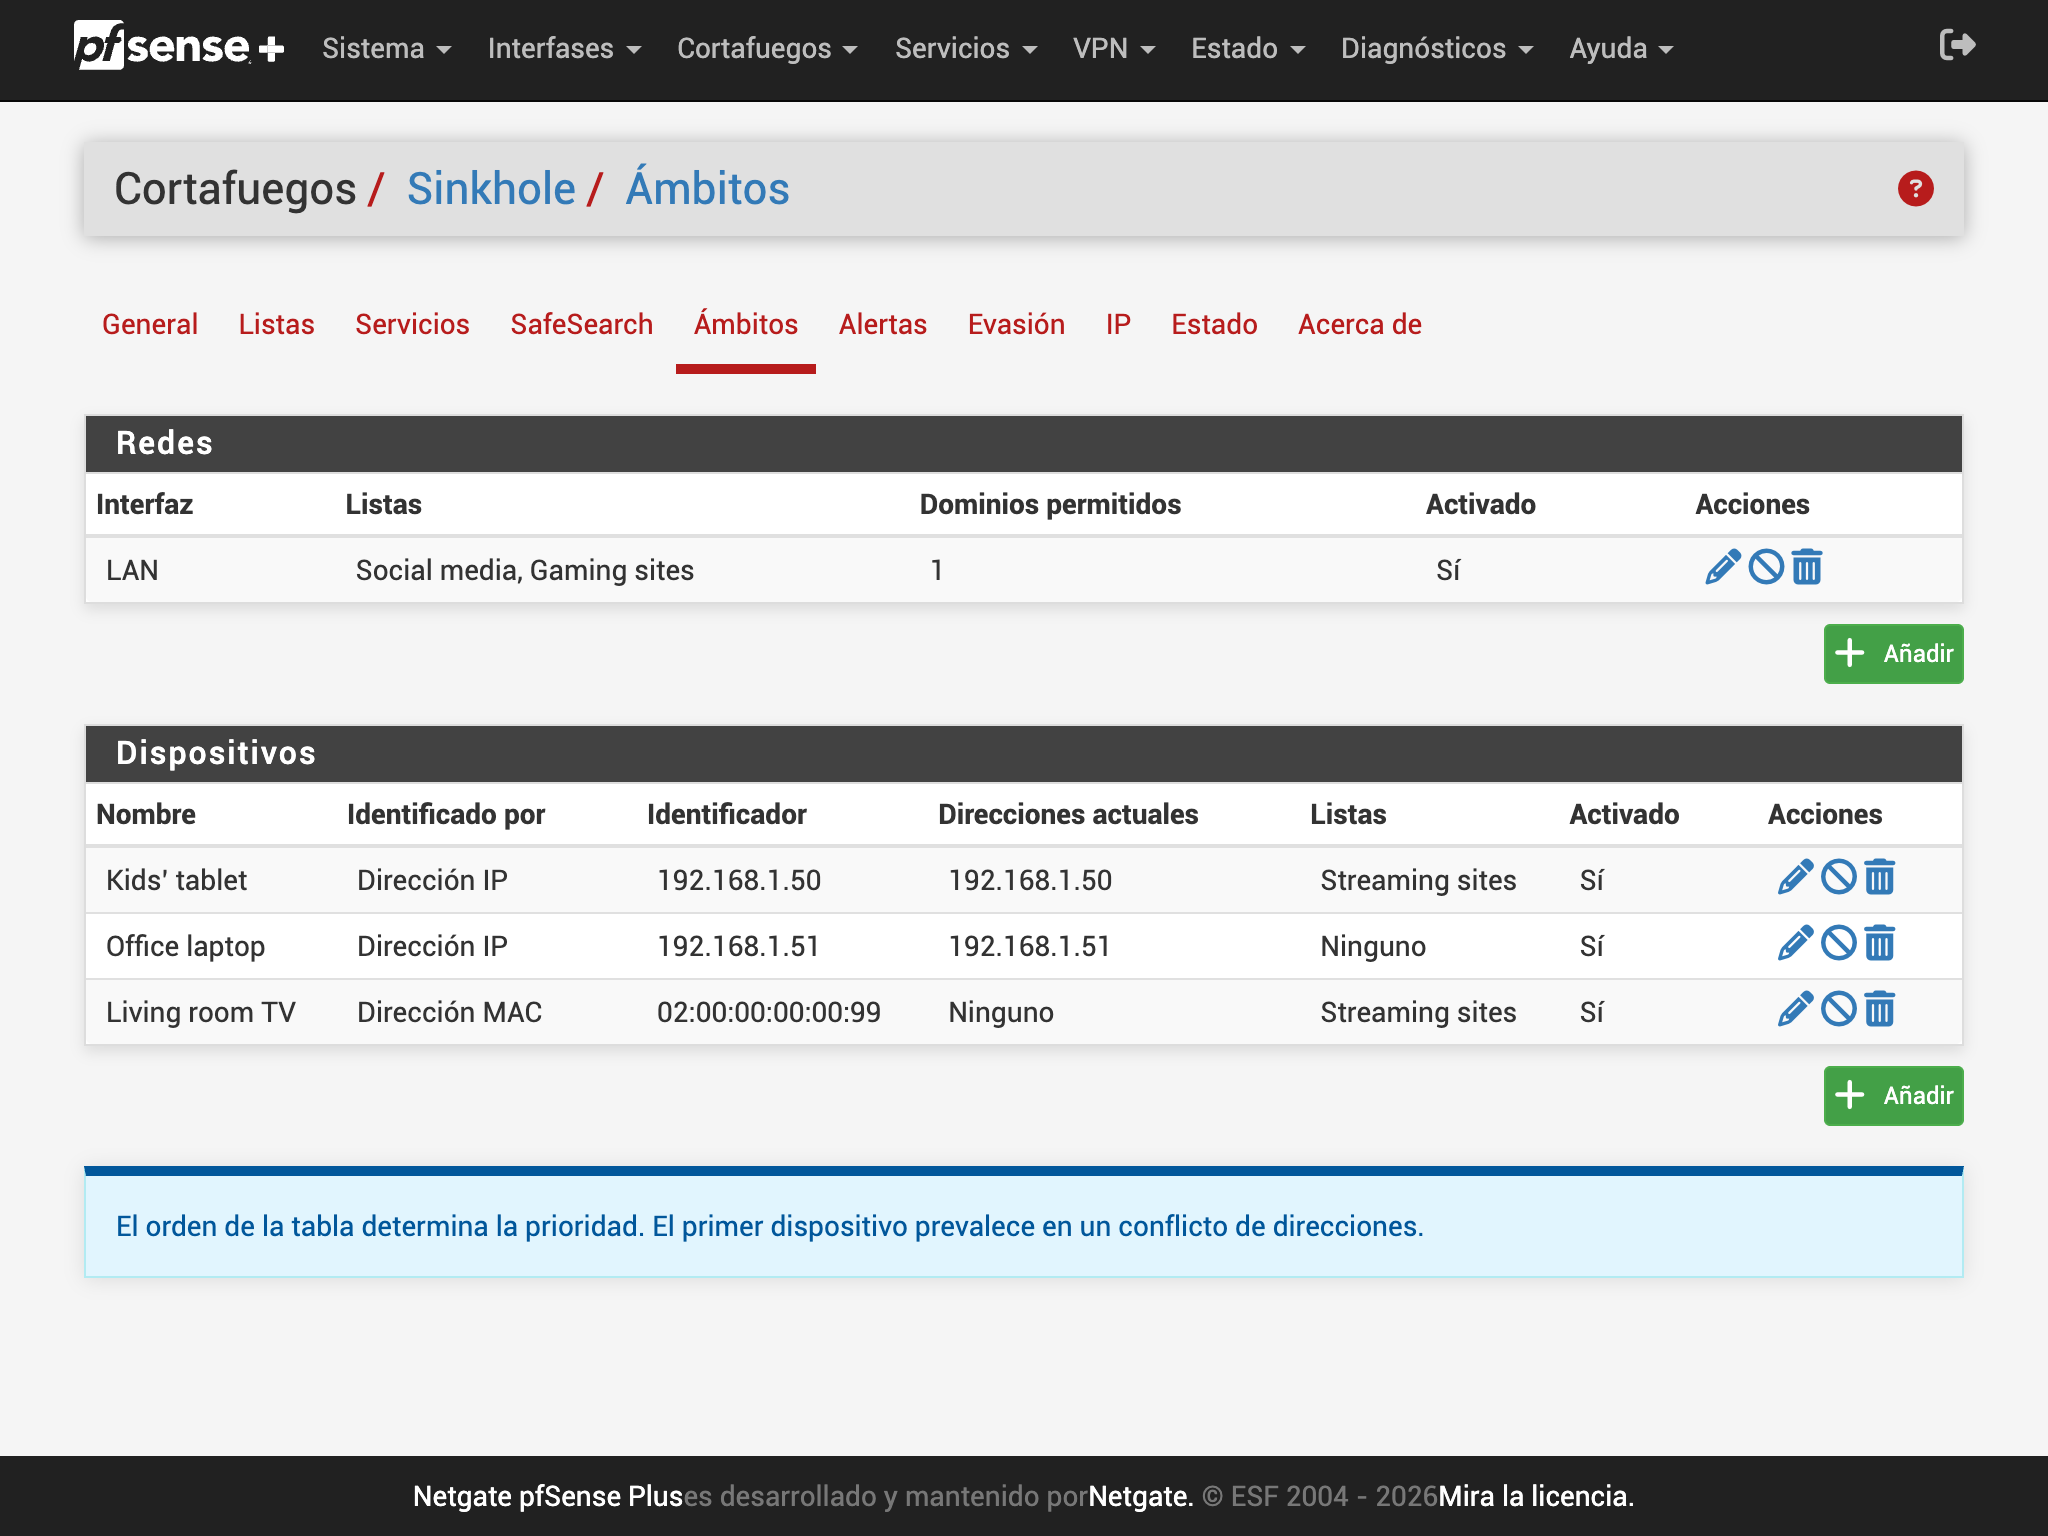 pfsense+ Sistema Interfases Cortafuegos Servicios VPN Estado Diagnósticos Ayuda
Cortafuegos / Sinkhole / Ámbitos
General Listas Servicios SafeSearch Ámbitos Alertas Evasión IP Estado Acerca de
Redes
Interfaz Listas Dominios permitidos Activado Acciones
LAN Social media, Gaming sites 1 Sí
Añadir
Dispositivos
Nombre Identificado por Identificador Direcciones actuales Listas Activado Acciones
Kids' tablet Dirección IP 192.168.1.50 192.168.1.50 Streaming sites Sí
Office laptop Dirección IP 192.168.1.51 192.168.1.51 Ninguno Sí
Living room TV Dirección MAC 02:00:00:00:00:99 Ninguno Streaming sites Sí
Añadir
El orden de la tabla determina la prioridad. El primer dispositivo prevalece en un conflicto de direcciones.
Netgate pfSense Pluses desarrollado y mantenido porNetgate. © ESF 2004 - 2026Mira la licencia.